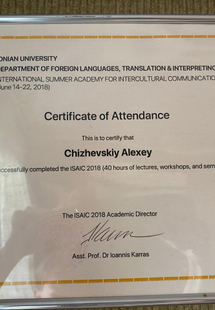 ONIAN UNIVERSITY
DEPARTMENT OF FOREIGN LANGUAGES, TRANSLATION & INTERPRETING
INTERNATIONAL SUMMER ACADEMY FOR INTERCULTURAL COMMUNICATIO
June 14-22, 2018)
Certificate of Attendance
This is to certify that
Chizhevskiy Alexey
uccessfully completed the ISAIC 2018 (40 hours of lectures, workshops, and sem
The ISAIC 2018 Academic Director
Asst. Prof. Dr Ioannis Karras